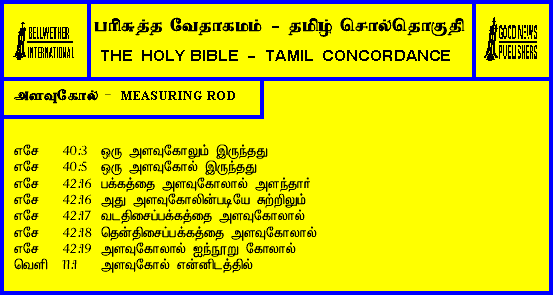 BELLWETHER
INTERNATIONAL
பரிசுத்த வேதாகமம் - தமிழ் சொல்தொகுதி
THE HOLY BIBLE - TAMIL CONCORDANCE
GOOD NEWS
PUBLISHERS
அளவுகோல் - MEASURING ROD
எசே 40:3 ஒரு அளவுகோலும் இருந்தது
எசே 40:5 ஒரு அளவுகோல் இருந்தது
எசே 42:16 பக்கத்தை அளவுகோலால் அளந்தார்
எசே 42:16 அது அளவுகோலின்படியே சுற்றிலும்
எசே 42:17 வடதிசைப்பக்கத்தை அளவுகோலால்
எசே 42:18 தென்திசைப்பக்கத்தை அளவுகோலால்
எசே 42:19 அளவுகோலால் ஐந்நூறு கோலால்
வெளி 11:1 அளவுகோல் என்னிடத்தில்